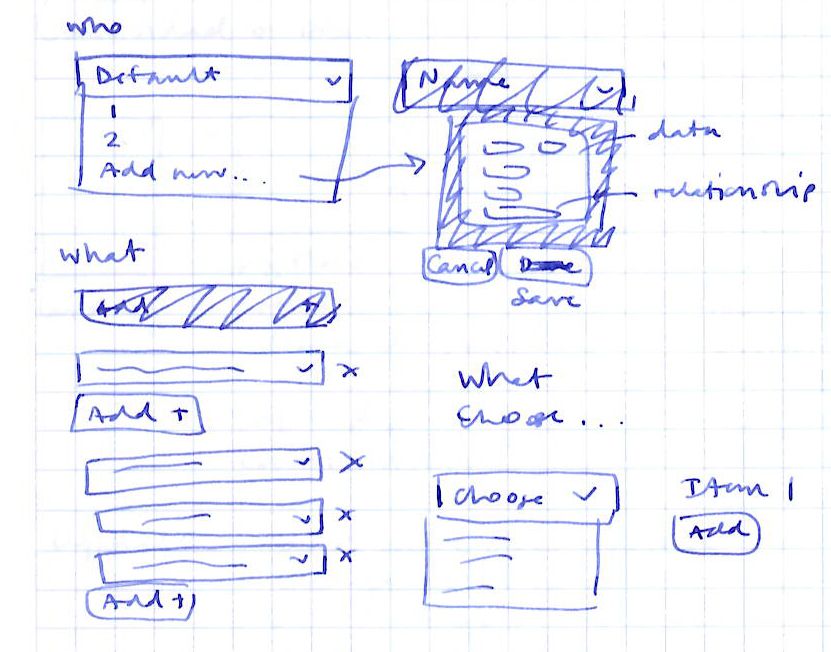 who
Default
1
2
Add new...
Name
data
relationship
Cancel
Done
Save
what
Add +
Add +
Add +
What
Choose...
Choose
Item 1
Add